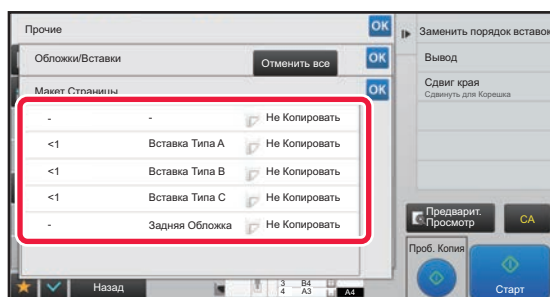 Прочие
OK
Обложки/Вставки
Отменить все
OK
Макет Страницы
OK
- - Не Копировать
<1 Вставка Типа A Не Копировать
<1 Вставка Типа B Не Копировать
<1 Вставка Типа C Не Копировать
- Задняя Обложка Не Копировать
Назад
3 B4
4 A3
A4
Заменить порядок вставок
Вывод
Сдвиг края
Сдвинуть для Корешка
Предварит.
Просмотр
CA
Проб. Копия
Старт